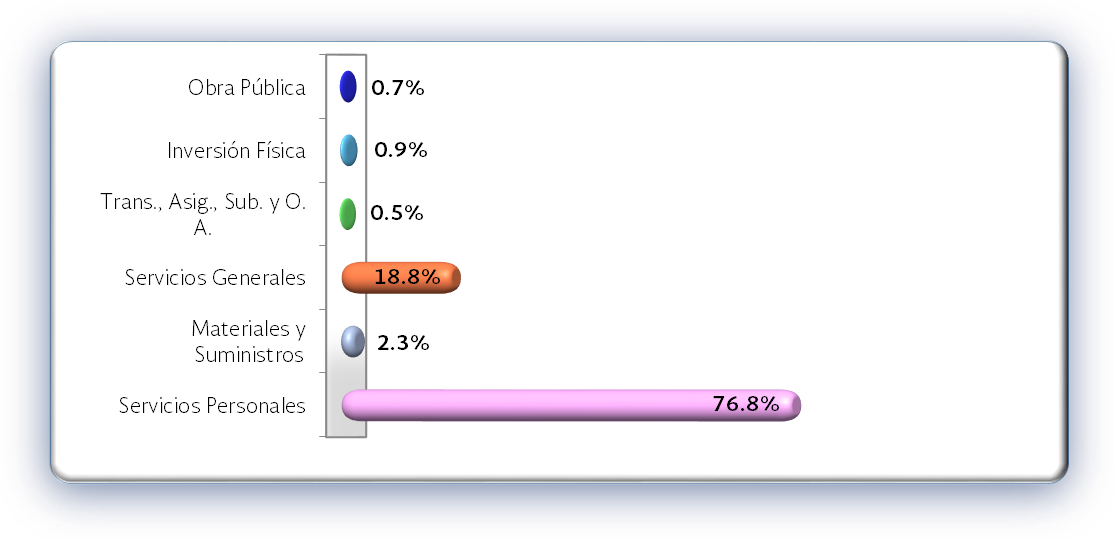 Obra Pública 0.7%
Inversión Física 0.9%
Trans., Asig., Sub. y O.
A. 0.5%
Servicios Generales 18.8%
Materiales y
Suministros 2.3%
Servicios Personales 76.8%